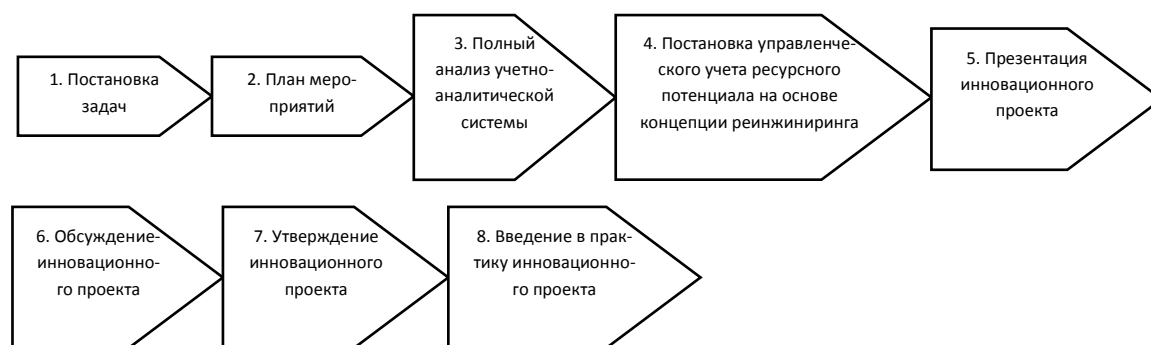 1. Постановка
задач
2. План меро-
приятий
3. Полный
анализ учетно-
аналитической
системы
4. Постановка управленче-
ского учета ресурсного
потенциала на основе
концепции реинжиниринга
5. Презентация
инновационного
проекта
6. Обсуждение-
инновационно-
го проекта
7. Утверждение
инновационного
проекта
8. Введение в прак-
тику инновационно-
го проекта